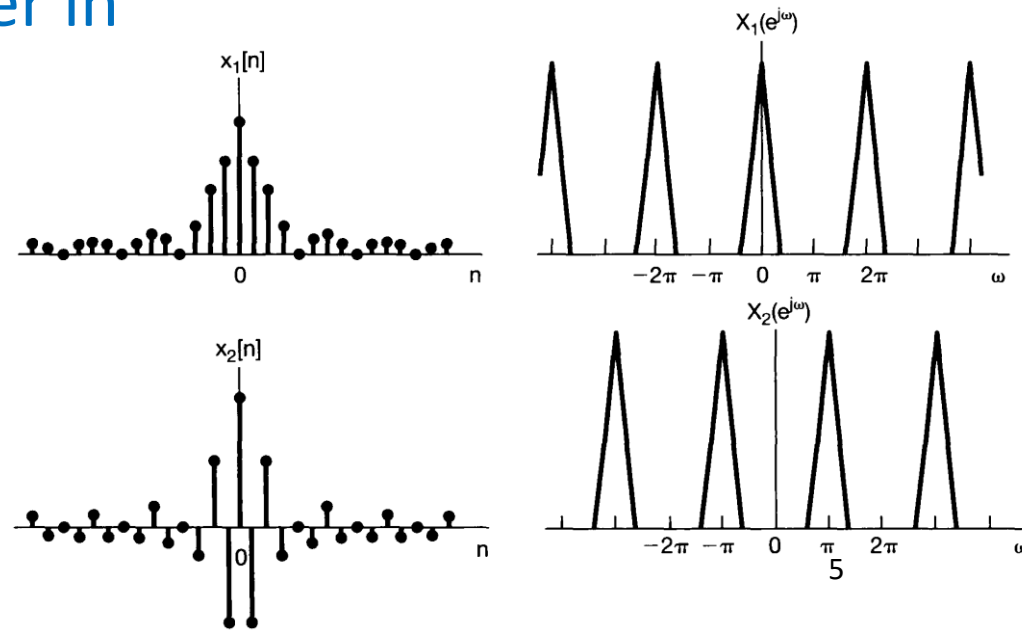 er in
x₁[n]
0
n
X₁(e^jω)
−2π −π 0 π 2π ω
x₂[n]
0
n
X₂(e^jω)
−2π −π 0 π 2π ω
5